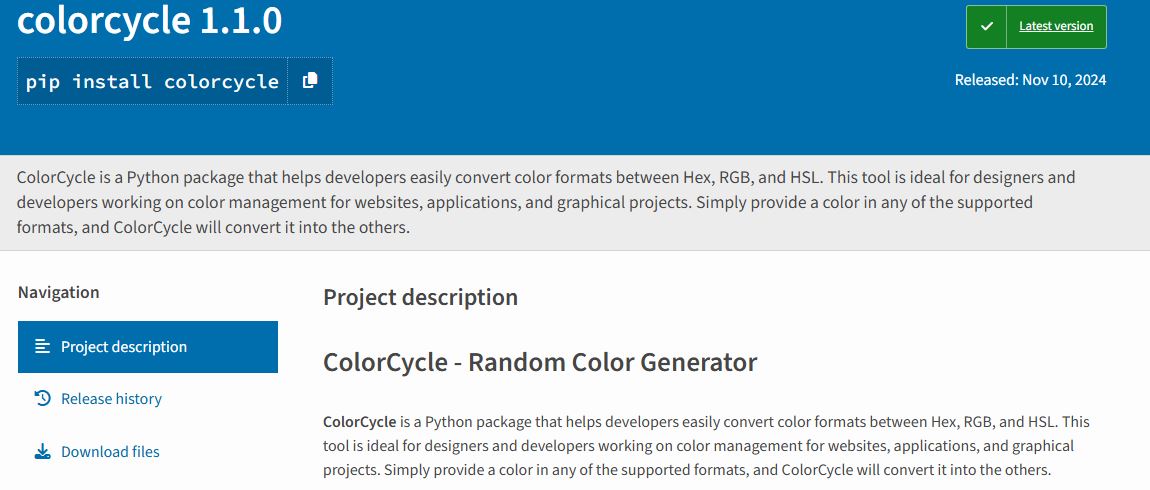 colorcycle 1.1.0
Latest version
pip install colorcycle
Released: Nov 10, 2024
ColorCycle is a Python package that helps developers easily convert color formats between Hex, RGB, and HSL. This tool is ideal for designers and
developers working on color management for websites, applications, and graphical projects. Simply provide a color in any of the supported
formats, and ColorCycle will convert it into the others.
Navigation
Project description
Release history
Download files
Project description
ColorCycle - Random Color Generator
ColorCycle is a Python package that helps developers easily convert color formats between Hex, RGB, and HSL. This
tool is ideal for designers and developers working on color management for websites, applications, and graphical
projects. Simply provide a color in any of the supported formats, and ColorCycle will convert it into the others.